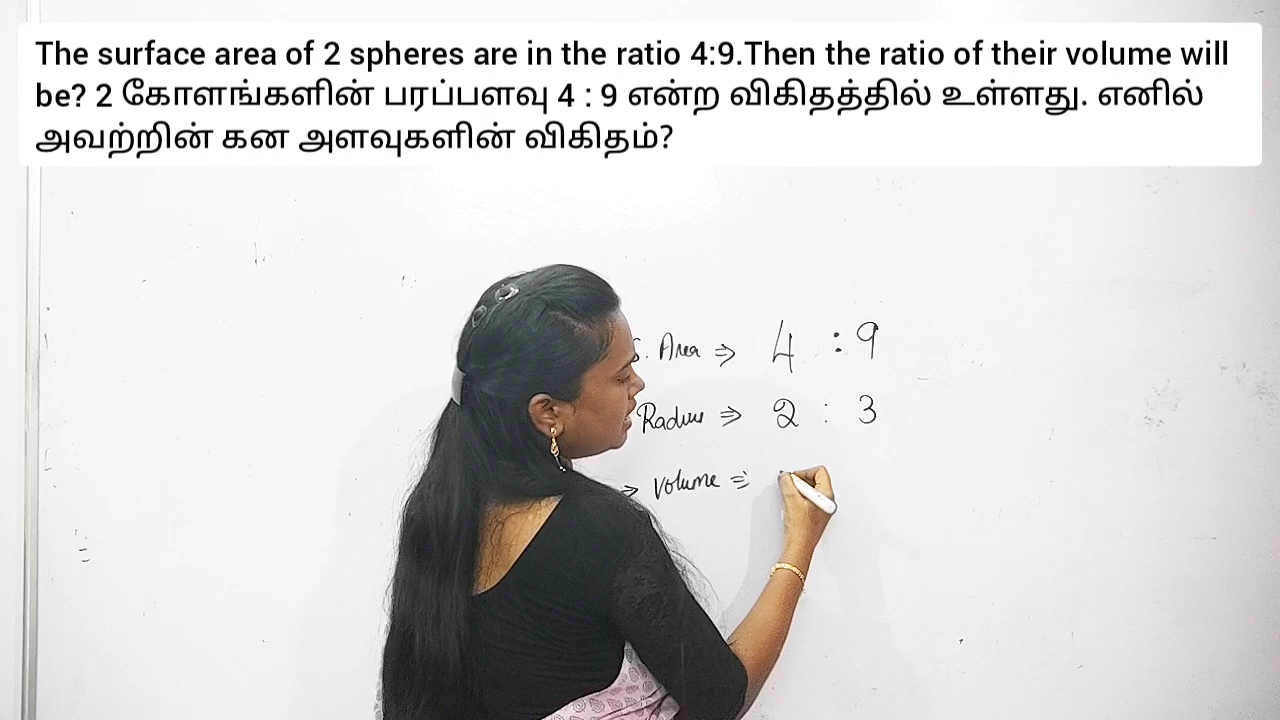 The surface area of 2 spheres are in the ratio 4:9.Then the ratio of their volume will
be? 2 கோளங்களின் பரப்பளவு 4 : 9 என்ற விகிதத்தில் உள்ளது. எனில்
அவற்றின் கன அளவுகளின் விகிதம்?
S. Area ⇒ 4 : 9
Radius ⇒ 2 : 3
→ Volume ⇒